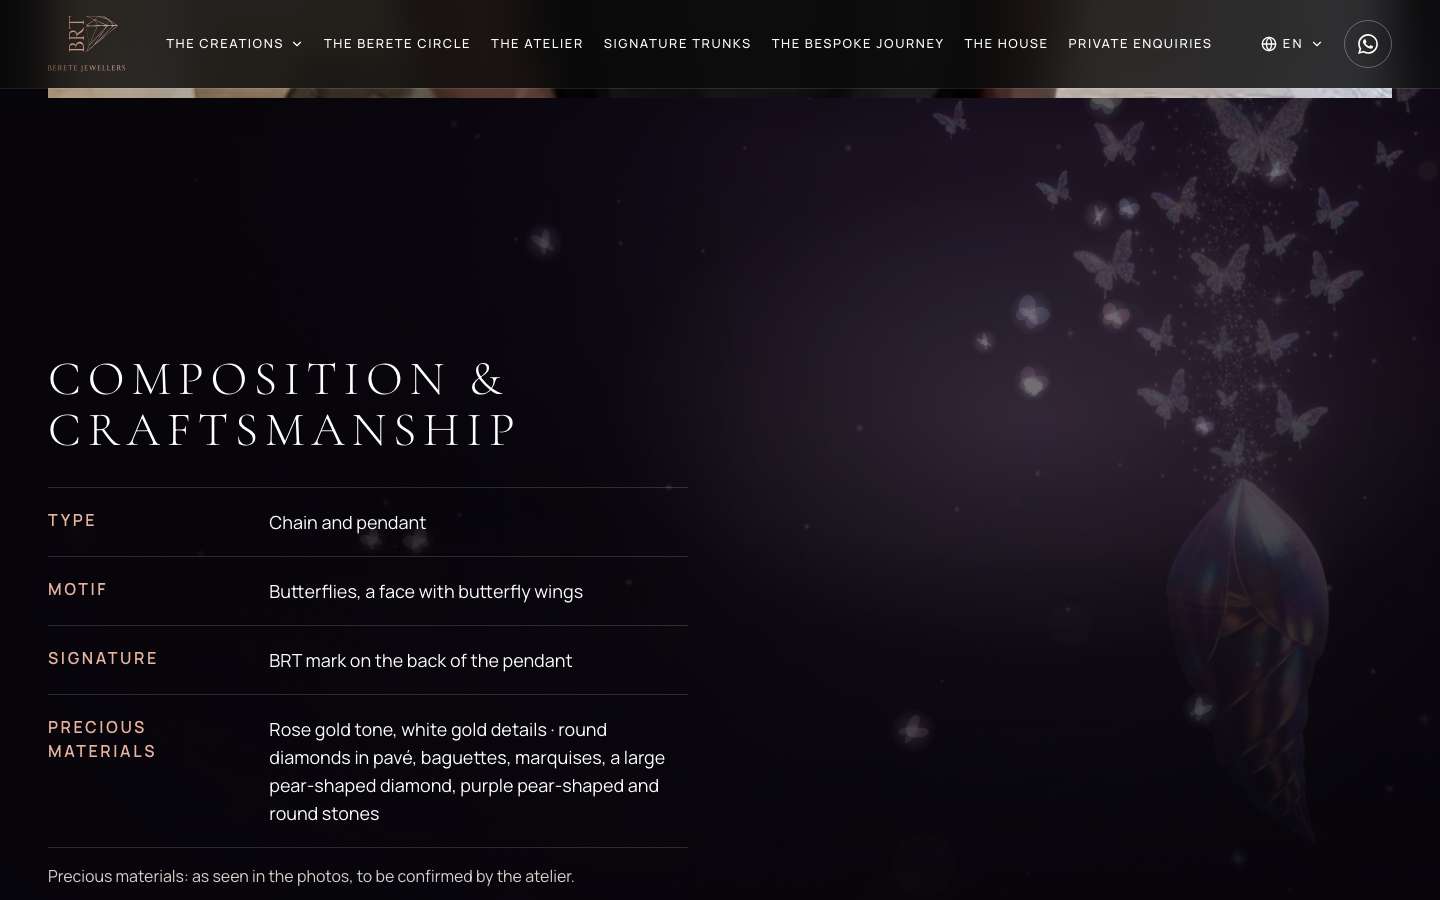 BRT
BERETE JEWELLERS
THE CREATIONS
THE BERETE CIRCLE
THE ATELIER
SIGNATURE TRUNKS
THE BESPOKE JOURNEY
THE HOUSE
PRIVATE ENQUIRIES
EN
COMPOSITION &
CRAFTSMANSHIP
TYPE
Chain and pendant
MOTIF
Butterflies, a face with butterfly wings
SIGNATURE
BRT mark on the back of the pendant
PRECIOUS
MATERIALS
Rose gold tone, white gold details · round
diamonds in pavé, baguettes, marquises, a large
pear-shaped diamond, purple pear-shaped and
round stones
Precious materials: as seen in the photos, to be confirmed by the atelier.